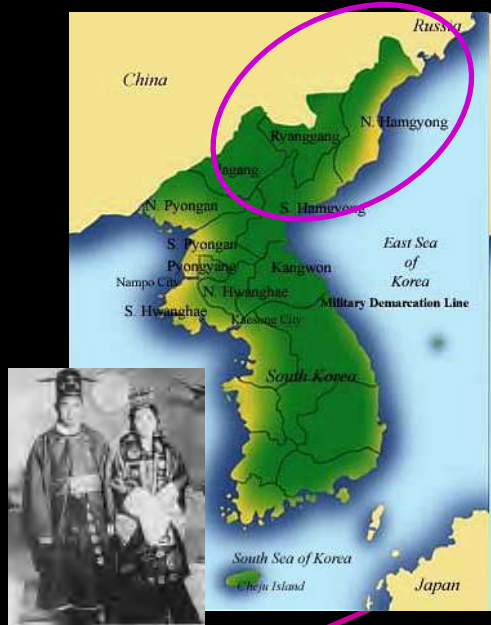 Russia
China
N. Hamgyong
Ryanggang
Jagang
N. Pyongan
S. Hamgyong
S. Pyongan
East Sea
of
Korea
Pyongyang
Kangwon
Nampo City
N. Hwanghae
Military Demarcation Line
S. Hwanghae
Kaesong City
South Korea
South Sea of Korea
Cheju Island
Japan